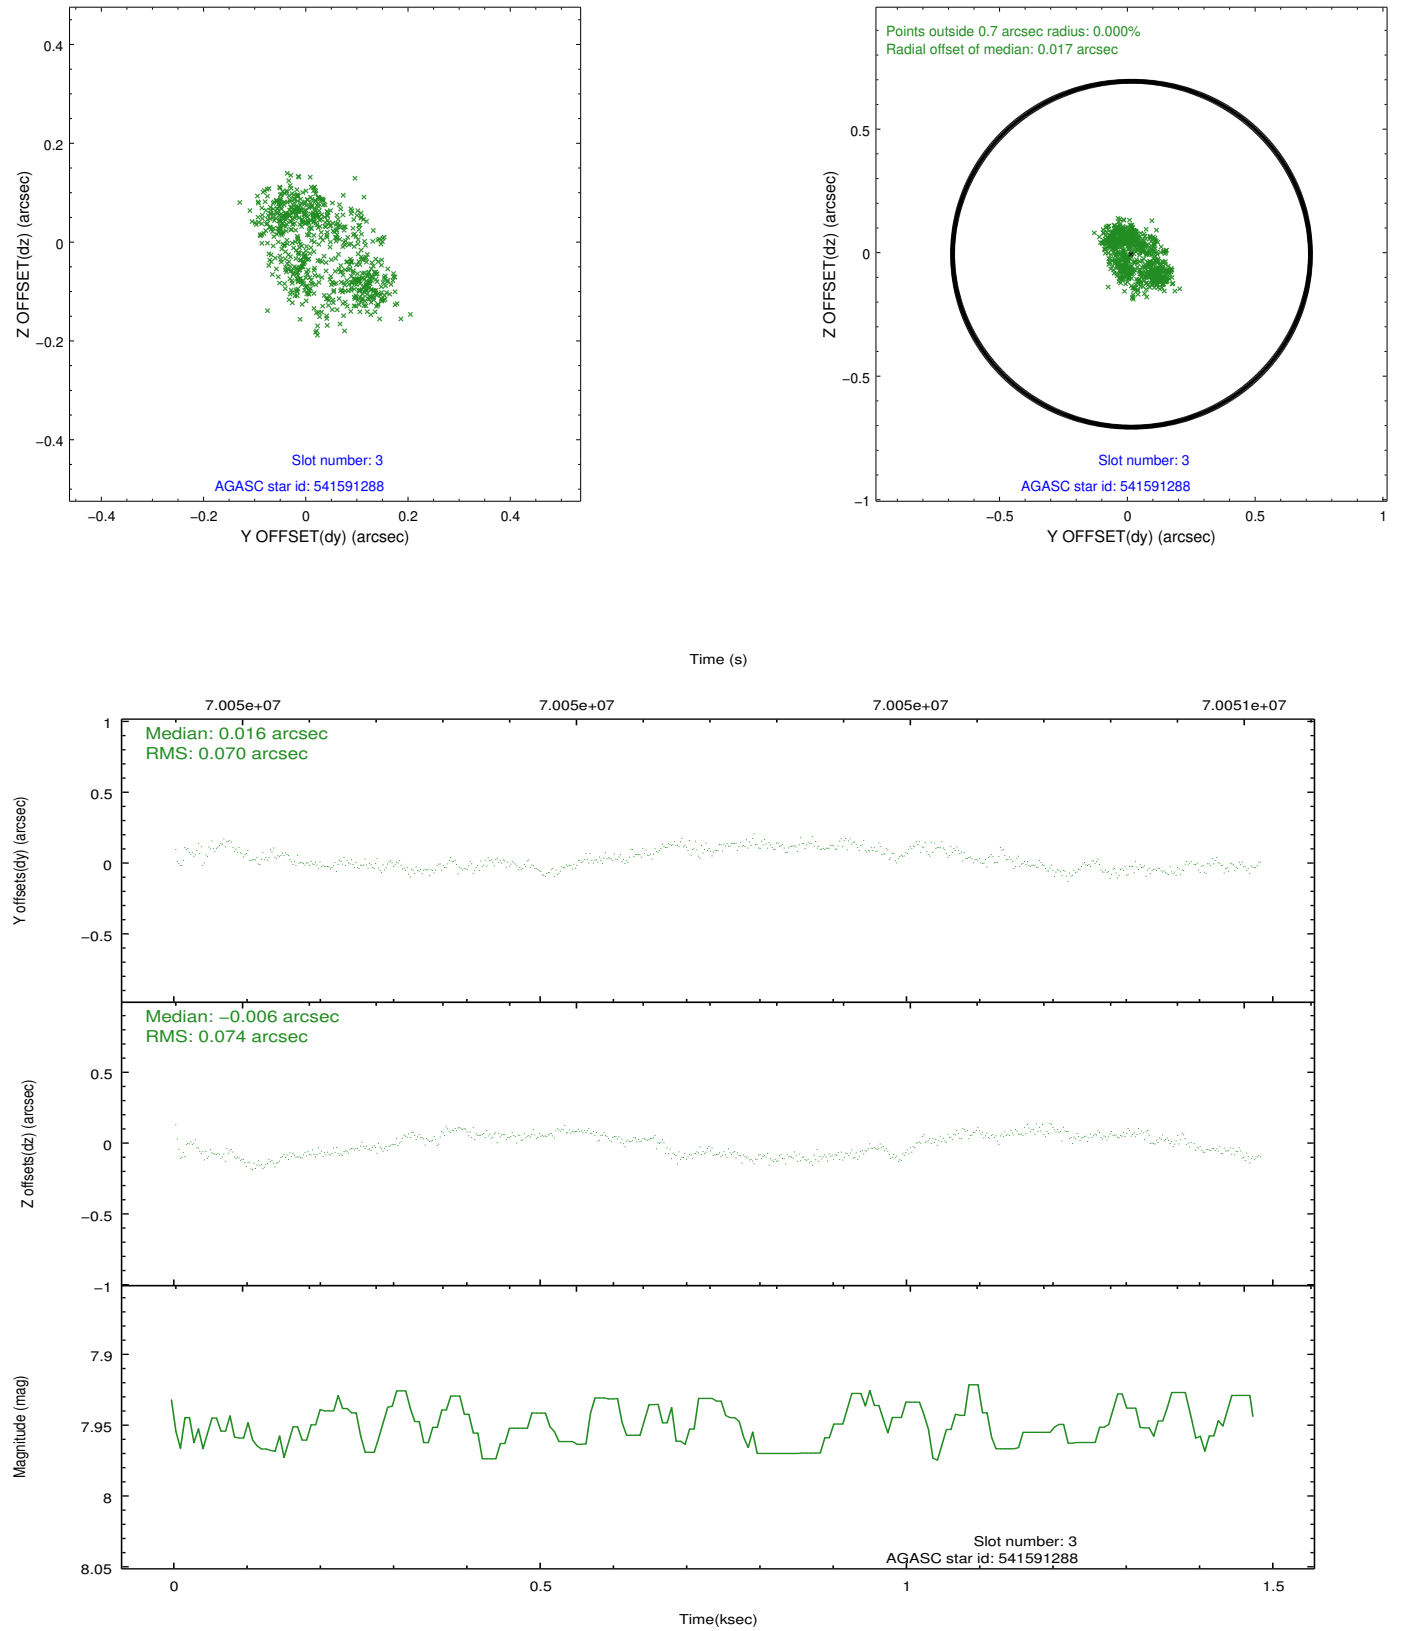 0.4
0.2
0
−0.2
−0.4
Z OFFSET(dz) (arcsec)
Slot number: 3
AGASC star id: 541591288
−0.4 −0.2 0 0.2 0.4
Y OFFSET(dy) (arcsec)
Points outside 0.7 arcsec radius: 0.000%
Radial offset of median: 0.017 arcsec
0.5
0
−0.5
−1
Z OFFSET(dz) (arcsec)
Slot number: 3
AGASC star id: 541591288
−0.5 0 0.5 1
Y OFFSET(dy) (arcsec)
Time (s)
7.005e+07 7.005e+07 7.005e+07 7.0051e+07
Median: 0.016 arcsec
RMS: 0.070 arcsec
1
0.5
0
−0.5
Y offsets(dy) (arcsec)
Median: −0.006 arcsec
RMS: 0.074 arcsec
0.5
0
−0.5
−1
Z offsets(dz) (arcsec)
7.9
7.95
8
8.05
Magnitude (mag)
Slot number: 3
AGASC star id: 541591288
0 0.5 1 1.5
Time(ksec)